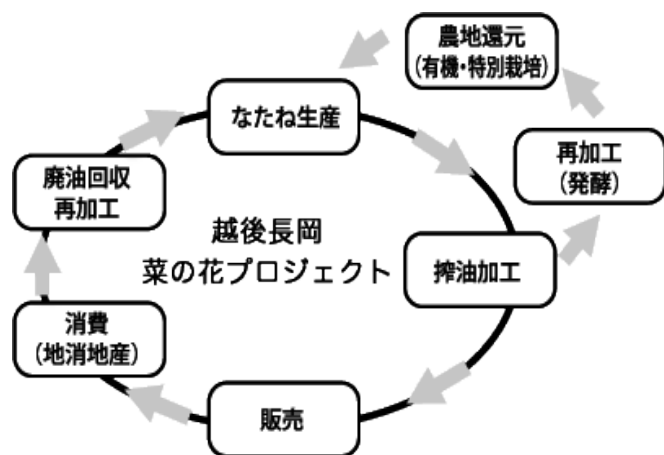 農地還元
(有機・特別栽培)
なたね生産
再加工
(発酵)
廃油回収
再加工
越後長岡
菜の花プロジェクト
搾油加工
消費
(地消地産)
販売